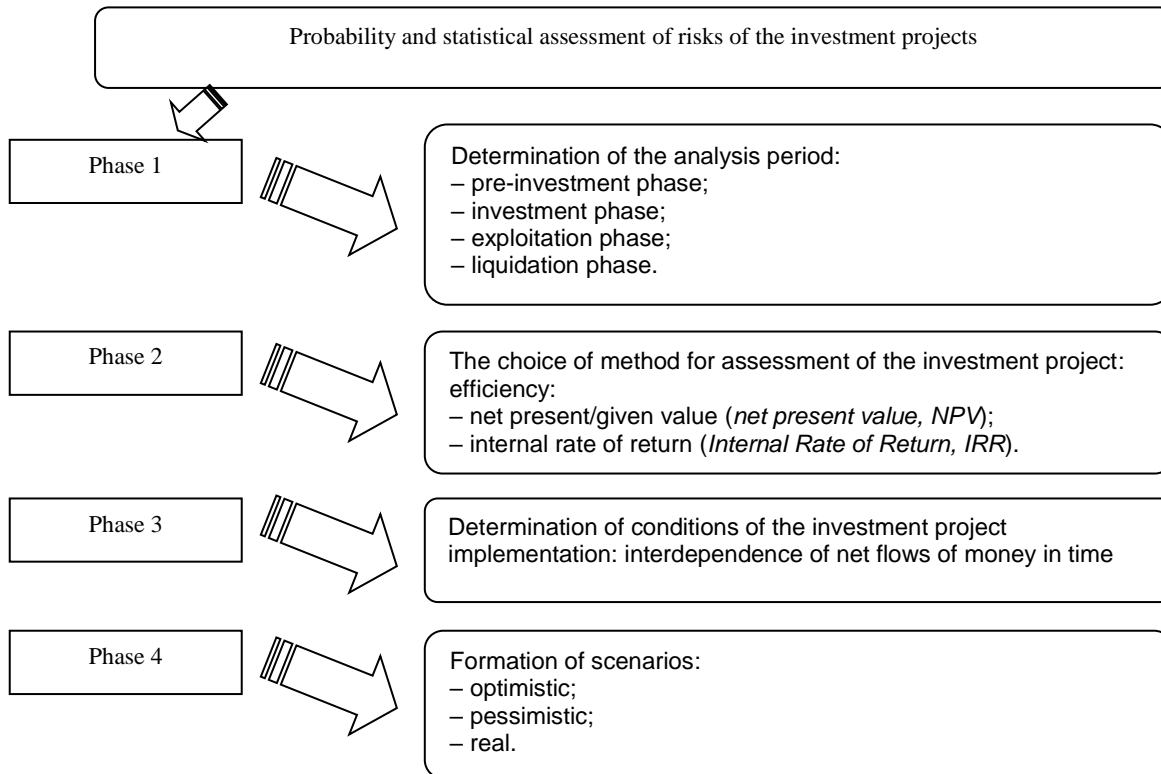 Probability and statistical assessment of risks of the investment projects
Phase 1
Determination of the analysis period:
– pre-investment phase;
– investment phase;
– exploitation phase;
– liquidation phase.
Phase 2
The choice of method for assessment of the investment project:
efficiency:
– net present/given value (net present value, NPV);
– internal rate of return (Internal Rate of Return, IRR).
Phase 3
Determination of conditions of the investment project
implementation: interdependence of net flows of money in time
Phase 4
Formation of scenarios:
– optimistic;
– pessimistic;
– real.